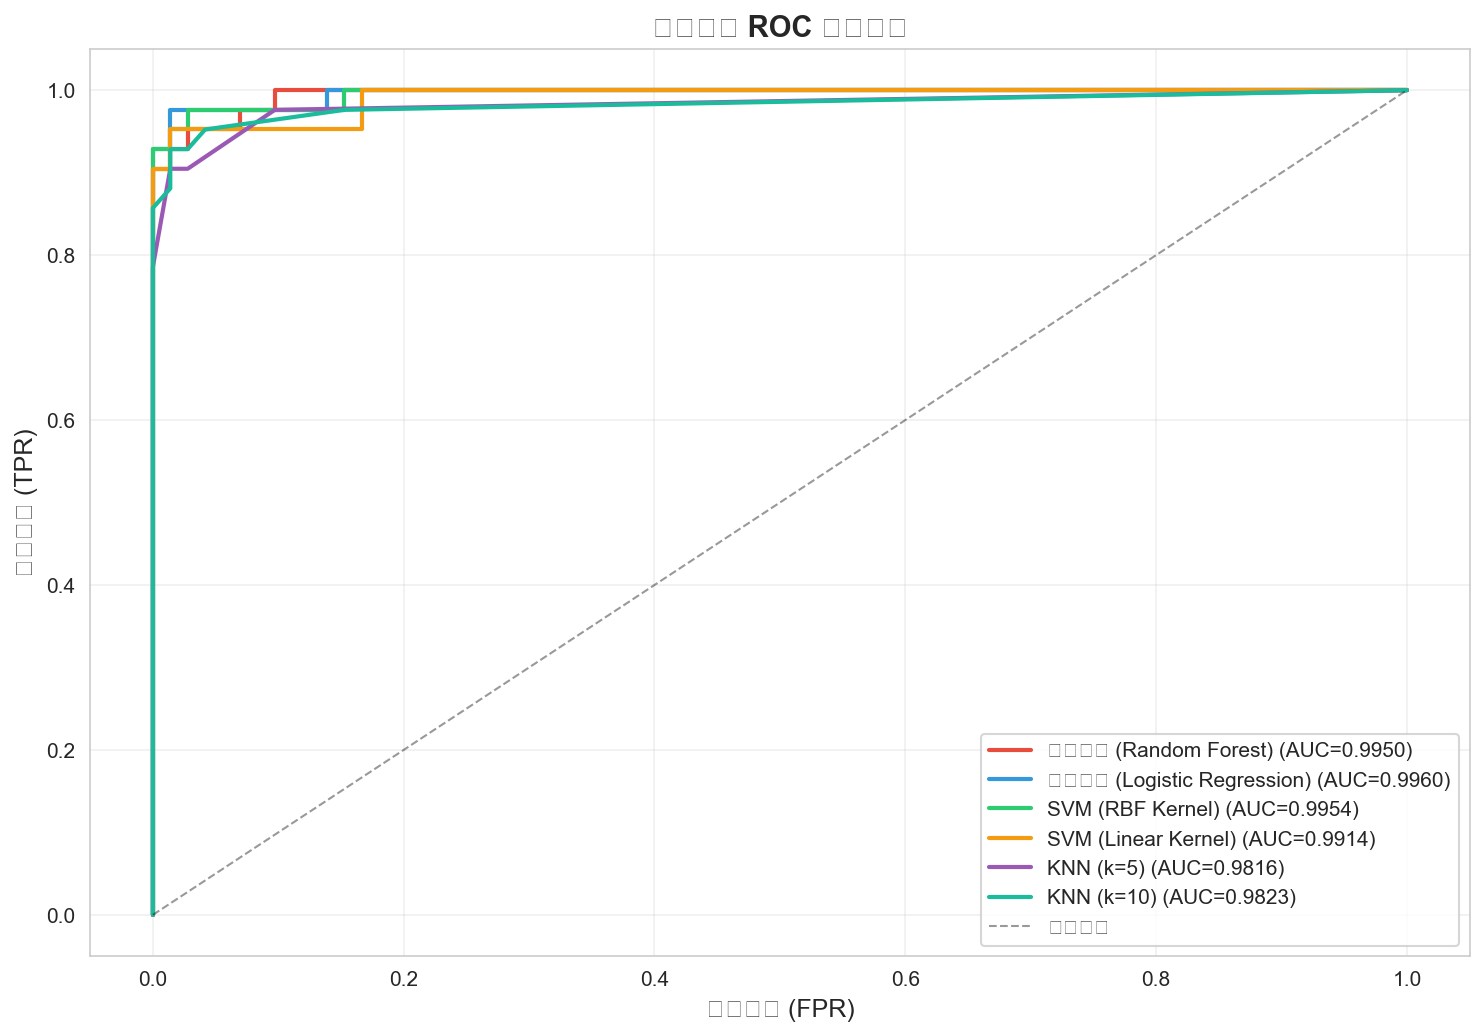 ROC
1.0
0.8
0.6
0.4
0.2
0.0
(TPR)
0.0 0.2 0.4 0.6 0.8 1.0
(FPR)
(Random Forest) (AUC=0.9950)
(Logistic Regression) (AUC=0.9960)
SVM (RBF Kernel) (AUC=0.9954)
SVM (Linear Kernel) (AUC=0.9914)
KNN (k=5) (AUC=0.9816)
KNN (k=10) (AUC=0.9823)